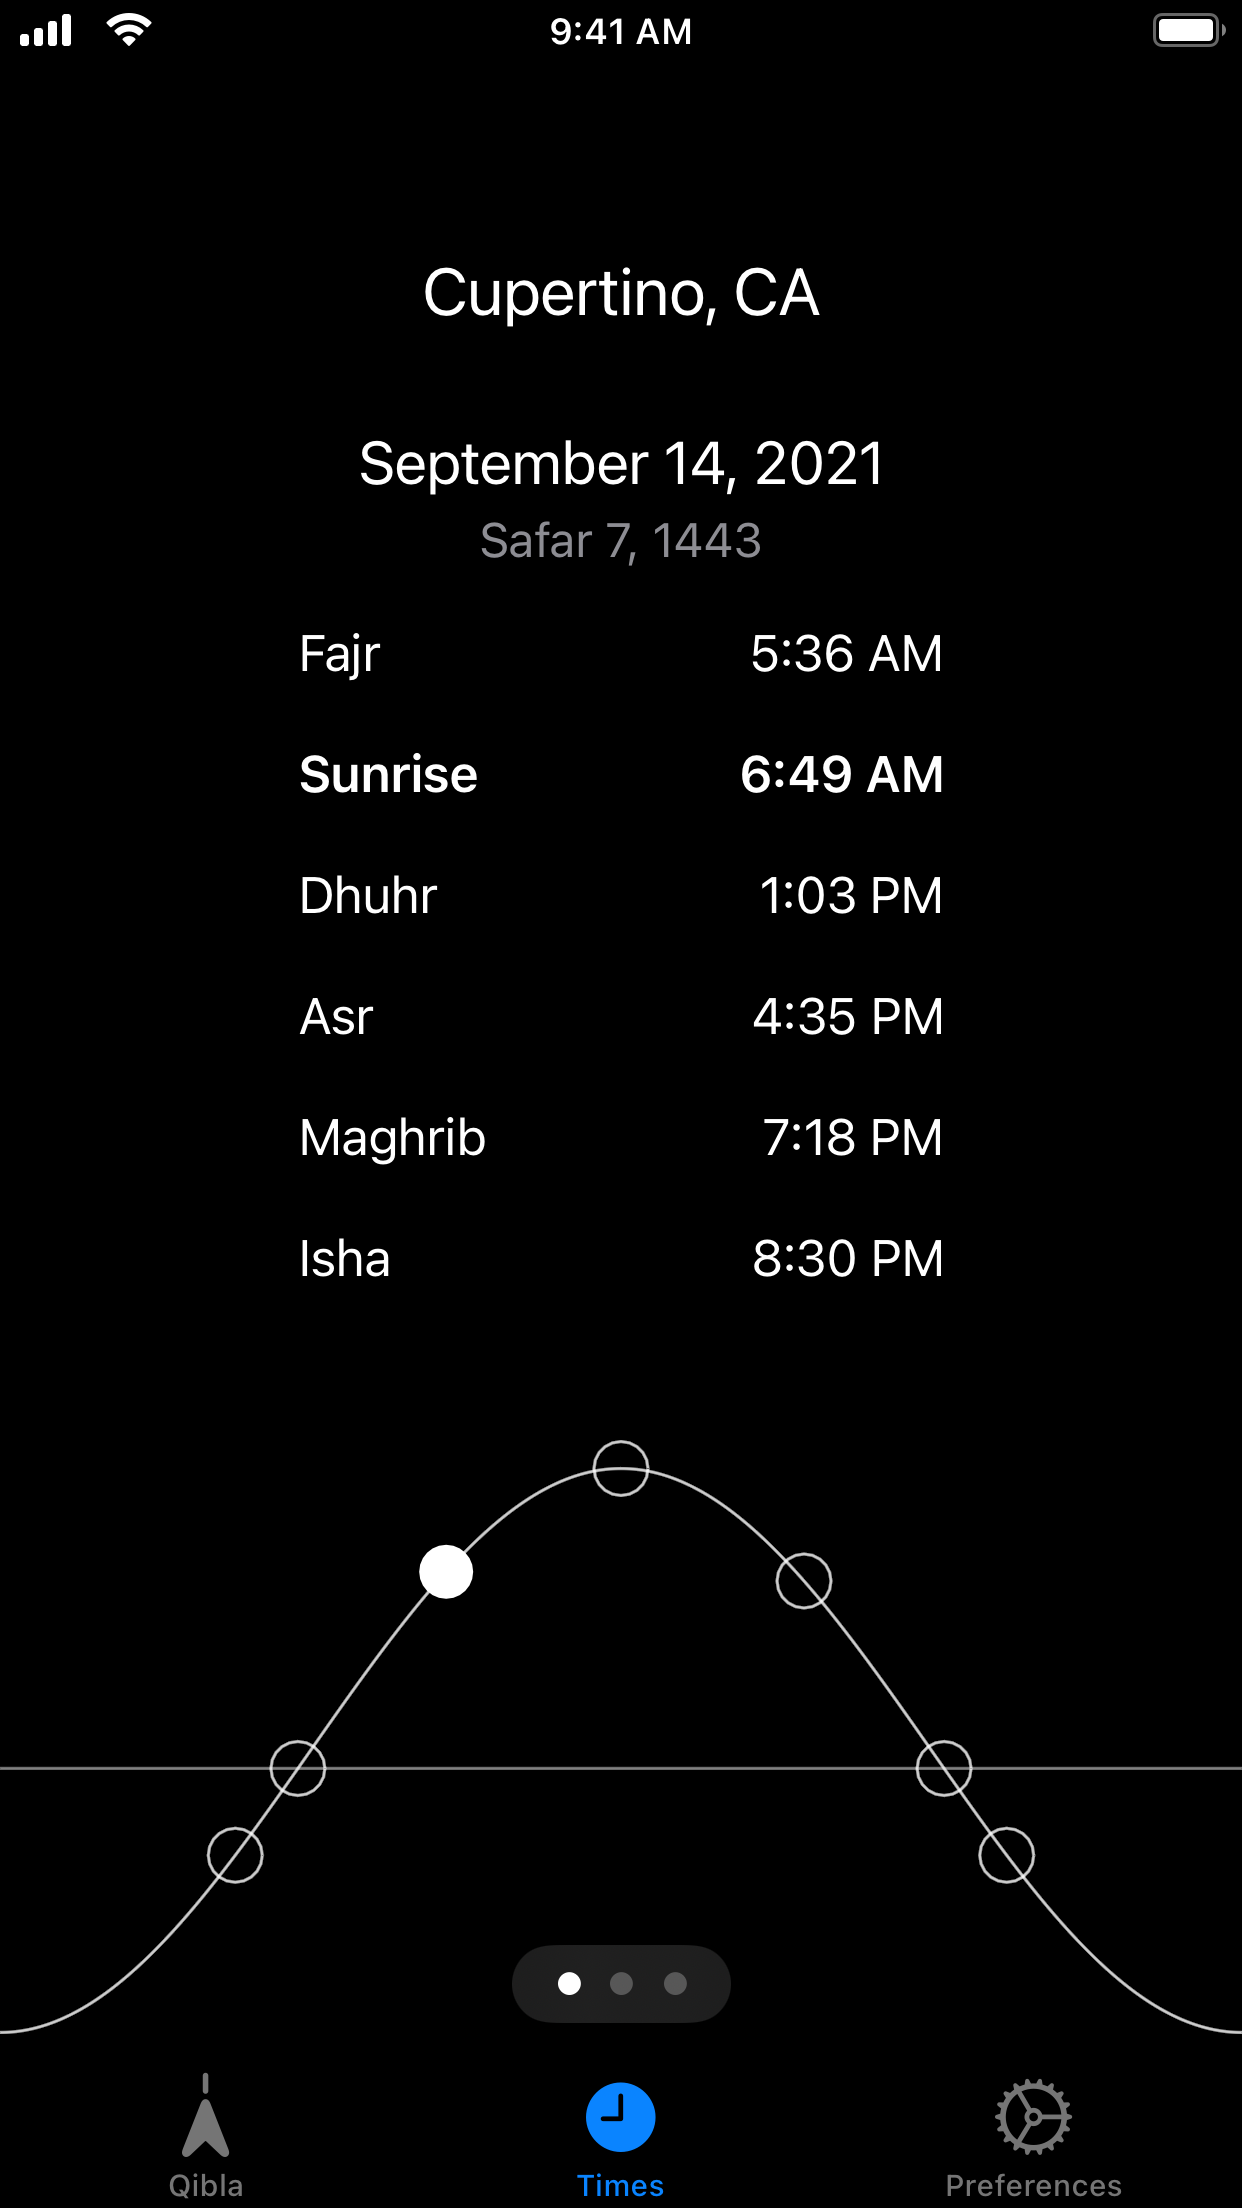 9:41 AM
Cupertino, CA
September 14, 2021
Safar 7, 1443
Fajr 5:36 AM
Sunrise 6:49 AM
Dhuhr 1:03 PM
Asr 4:35 PM
Maghrib 7:18 PM
Isha 8:30 PM
Qibla Times Preferences